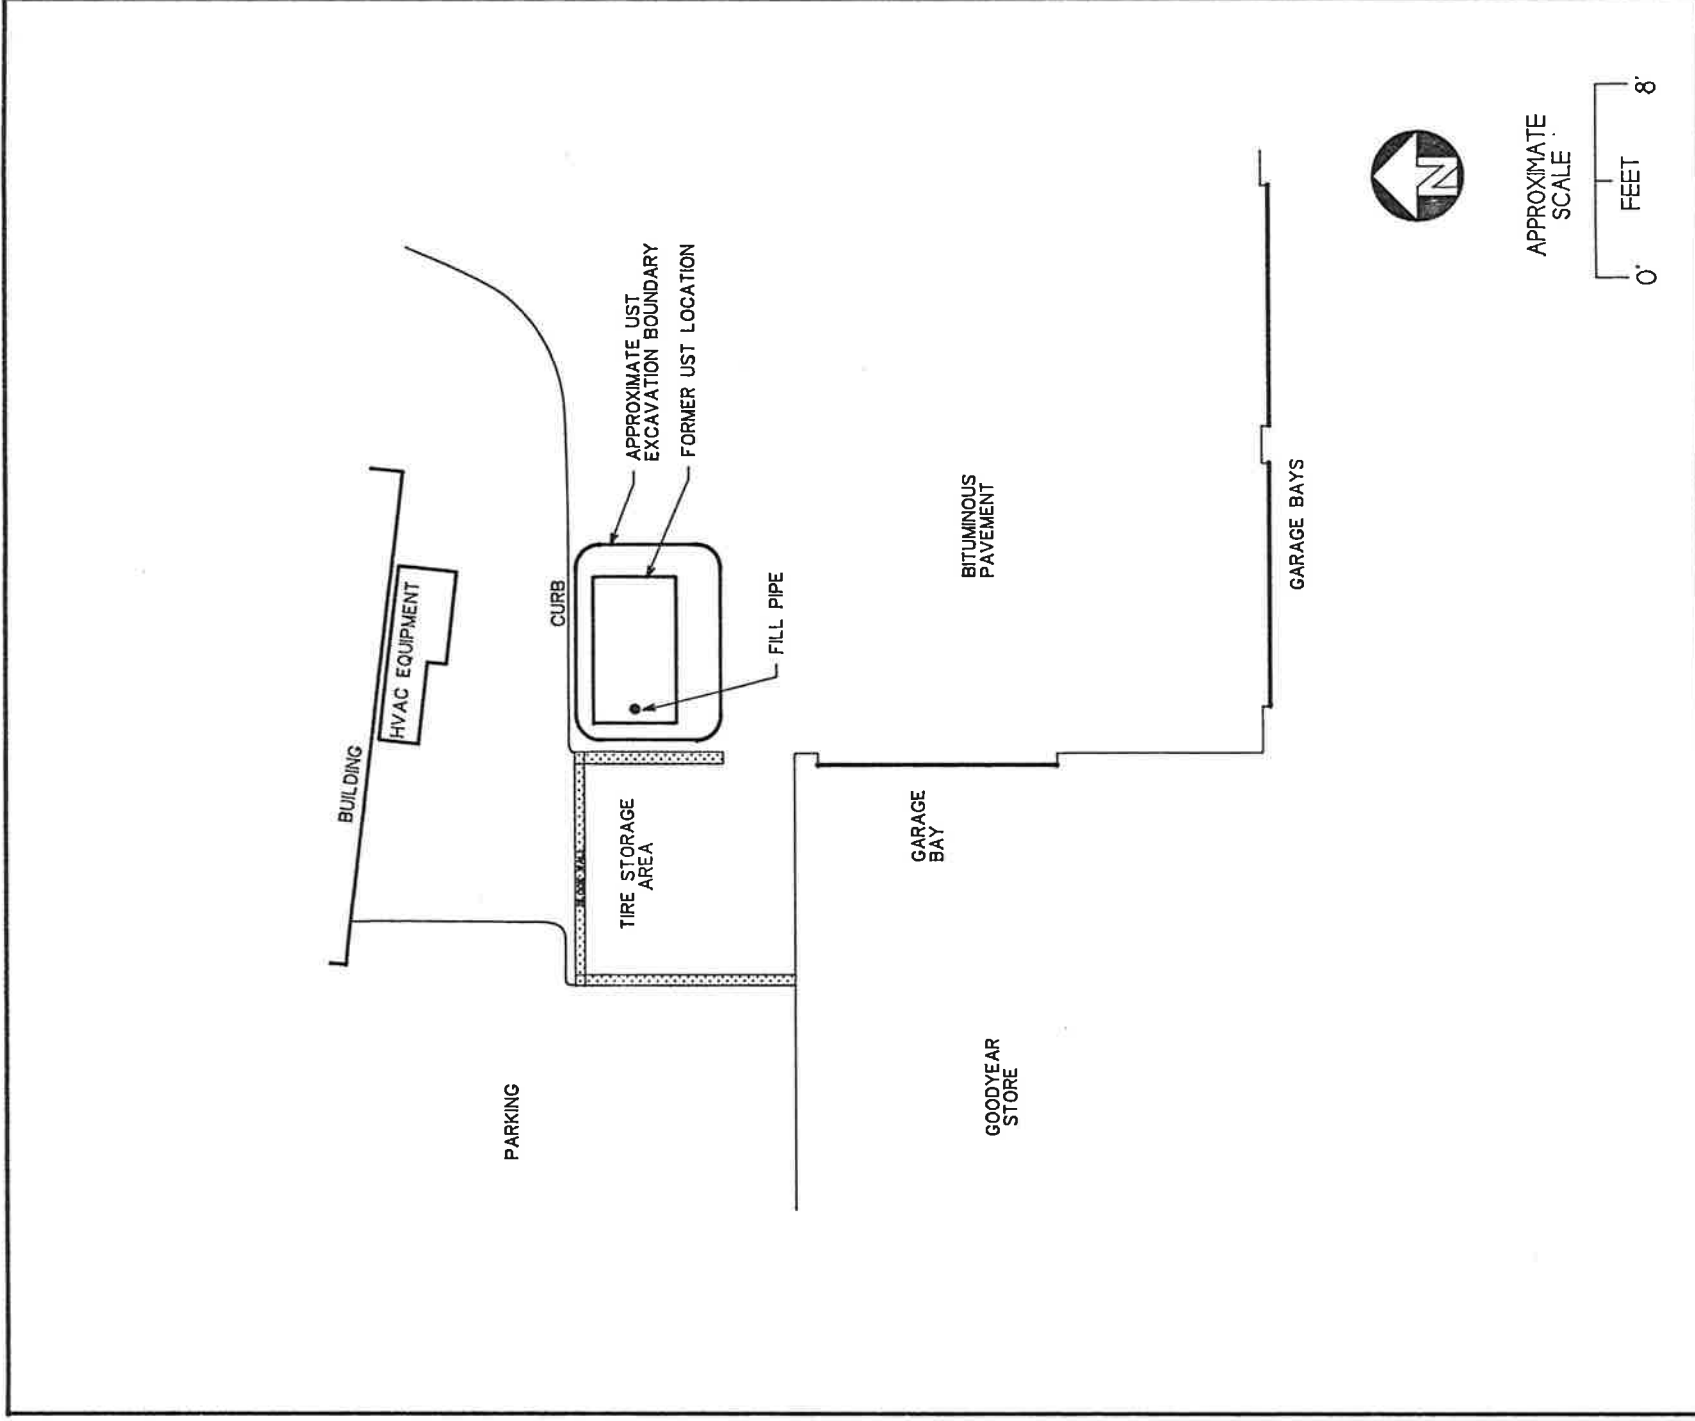 BUILDING
HVAC EQUIPMENT
CURB
APPROXIMATE UST
EXCAVATION BOUNDARY
FORMER UST LOCATION
FILL PIPE
TIRE STORAGE
AREA
PARKING
GARAGE
BAY
GOODYEAR
STORE
BITUMINOUS
PAVEMENT
GARAGE BAYS
N
APPROXIMATE
SCALE
0' 8'
FEET